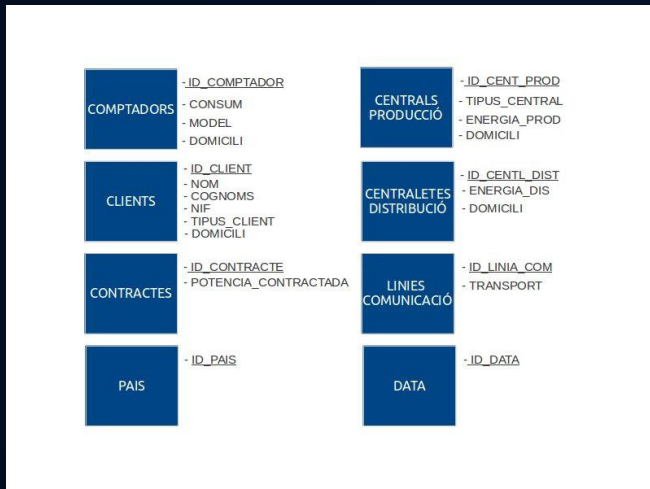 COMPTADORS
- ID_COMPTADOR
- CONSUM
- MODEL
- DOMICILI
CENTRALS
PRODUCCIÓ
- ID_CENT_PROD
- TIPUS_CENTRAL
- ENERGIA_PROD
- DOMICILI
CLIENTS
- ID_CLIENT
- NOM
- COGNOMS
- NIF
- TIPUS_CLIENT
- DOMICILI
CENTRALETES
DISTRIBUCIÓ
- ID_CENTL_DIST
- ENERGIA_DIS
- DOMICILI
CONTRACTES
- ID_CONTRACTE
- POTENCIA_CONTRACTADA
LINIES
COMUNICACIÓ
- ID_LINIA_COM
- TRANSPORT
PAIS
- ID_PAIS
DATA
- ID_DATA